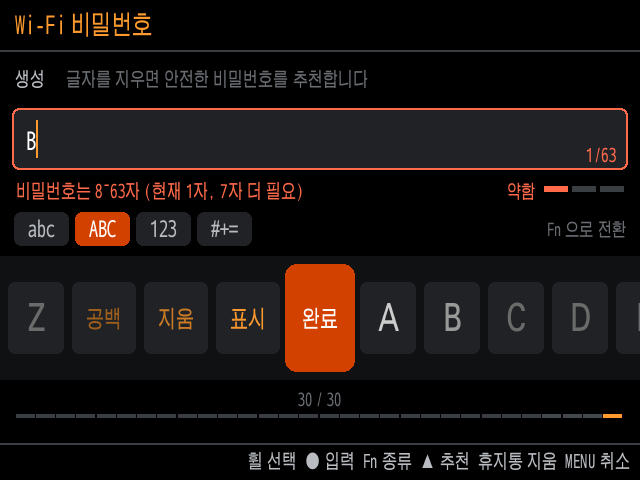 Wi-Fi 비밀번호
생성 글자를 지우면 안전한 비밀번호를 추천합니다
B
1/63
비밀번호는 8~63자 (현재 1자, 7자 더 필요) 약함
abc ABC 123 #+= Fn 으로 전환
Z 공백 지움 표시 완료 A B C D
30 / 30
휠 선택 ● 입력 Fn 종류 ▲ 추천 휴지통 지움 MENU 취소